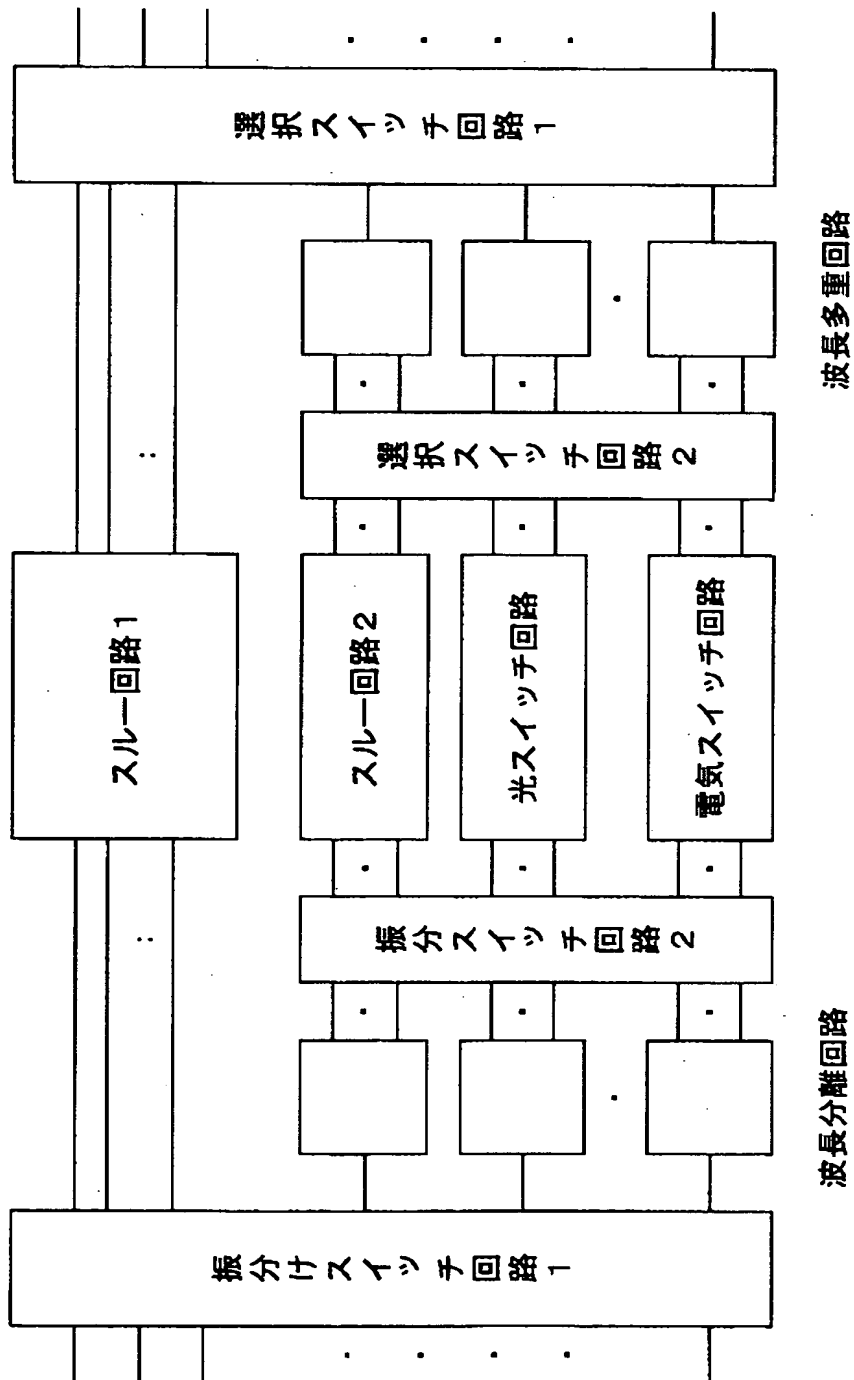 振分けスイッチ回路1
波長分離回路
振分スイッチ回路2
スルー回路1
スルー回路2
光スイッチ回路
電気スイッチ回路
選択スイッチ回路2
波長多重回路
選択スイッチ回路1